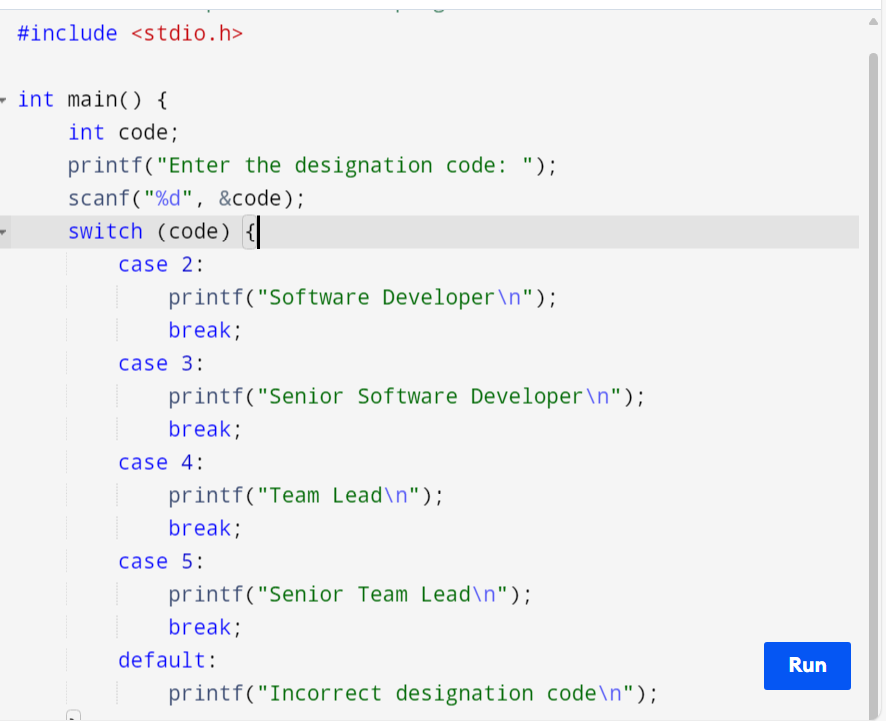 #include <stdio.h>
int main() {
    int code;
    printf("Enter the designation code: ");
    scanf("%d", &code);
    switch (code) {
        case 2:
            printf("Software Developer\n");
            break;
        case 3:
            printf("Senior Software Developer\n");
            break;
        case 4:
            printf("Team Lead\n");
            break;
        case 5:
            printf("Senior Team Lead\n");
            break;
        default:
            printf("Incorrect designation code\n");
Run